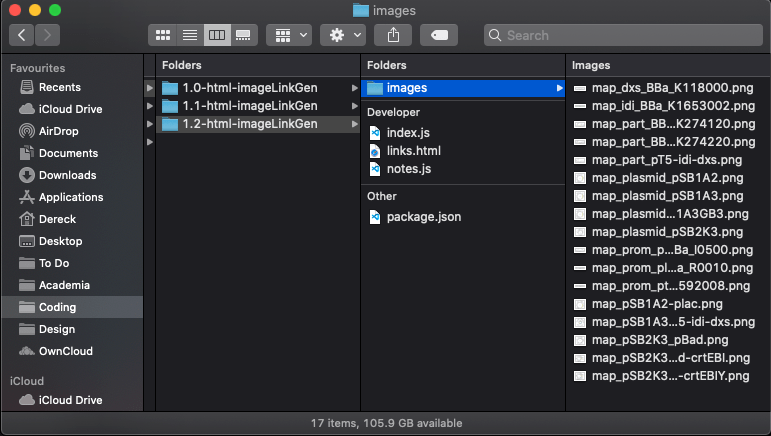 images
Search
Favourites
Recents
iCloud Drive
AirDrop
Documents
Downloads
Applications
Dereck
Desktop
To Do
Academia
Coding
Design
OwnCloud
iCloud
iCloud Drive
Folders
1.0-html-imageLinkGen
1.1-html-imageLinkGen
1.2-html-imageLinkGen
Folders
images
Developer
index.js
links.html
notes.js
Other
package.json
Images
map_dxs_BBa_K118000.png
map_idi_BBa_K1653002.png
map_part_BB...K274120.png
map_part_BB...K274220.png
map_part_pT5-idi-dxs.png
map_plasmid_pSB1A2.png
map_plasmid_pSB1A3.png
map_plasmid...1A3GB3.png
map_plasmid_pSB2K3.png
map_prom_p...Ba_I0500.png
map_prom_pl...a_R0010.png
map_prom_pt...592008.png
map_pSB1A2-plac.png
map_pSB1A3...5-idi-dxs.png
map_pSB2K3_pBad.png
map_pSB2K3...d-crtEBI.png
map_pSB2K3...-crtEBIY.png
17 items, 105.9 GB available